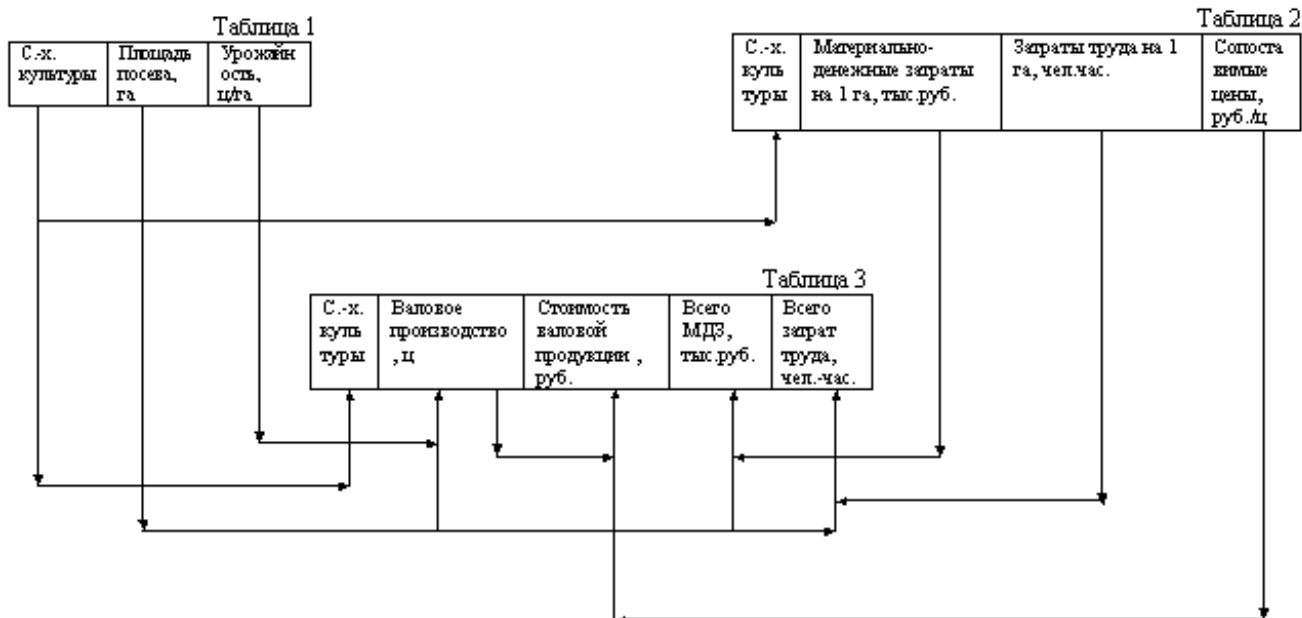 Таблица 1
С.-х.
культуры
Площадь
посева,
га
Урожайн
ость,
ц/га
Таблица 2
С.-х.
куль
туры
Материально-
денежные затраты
на 1 га, тыс.руб.
Затраты труда на 1
га, чел.час.
Сопоста
вимые
цены,
руб./ц
Таблица 3
С.-х.
куль
туры
Валовое
производство
, ц
Стоимость
валовой
продукции ,
руб.
Всего
МДЗ,
тыс.руб.
Всего
затрат
труда,
чел.-час.